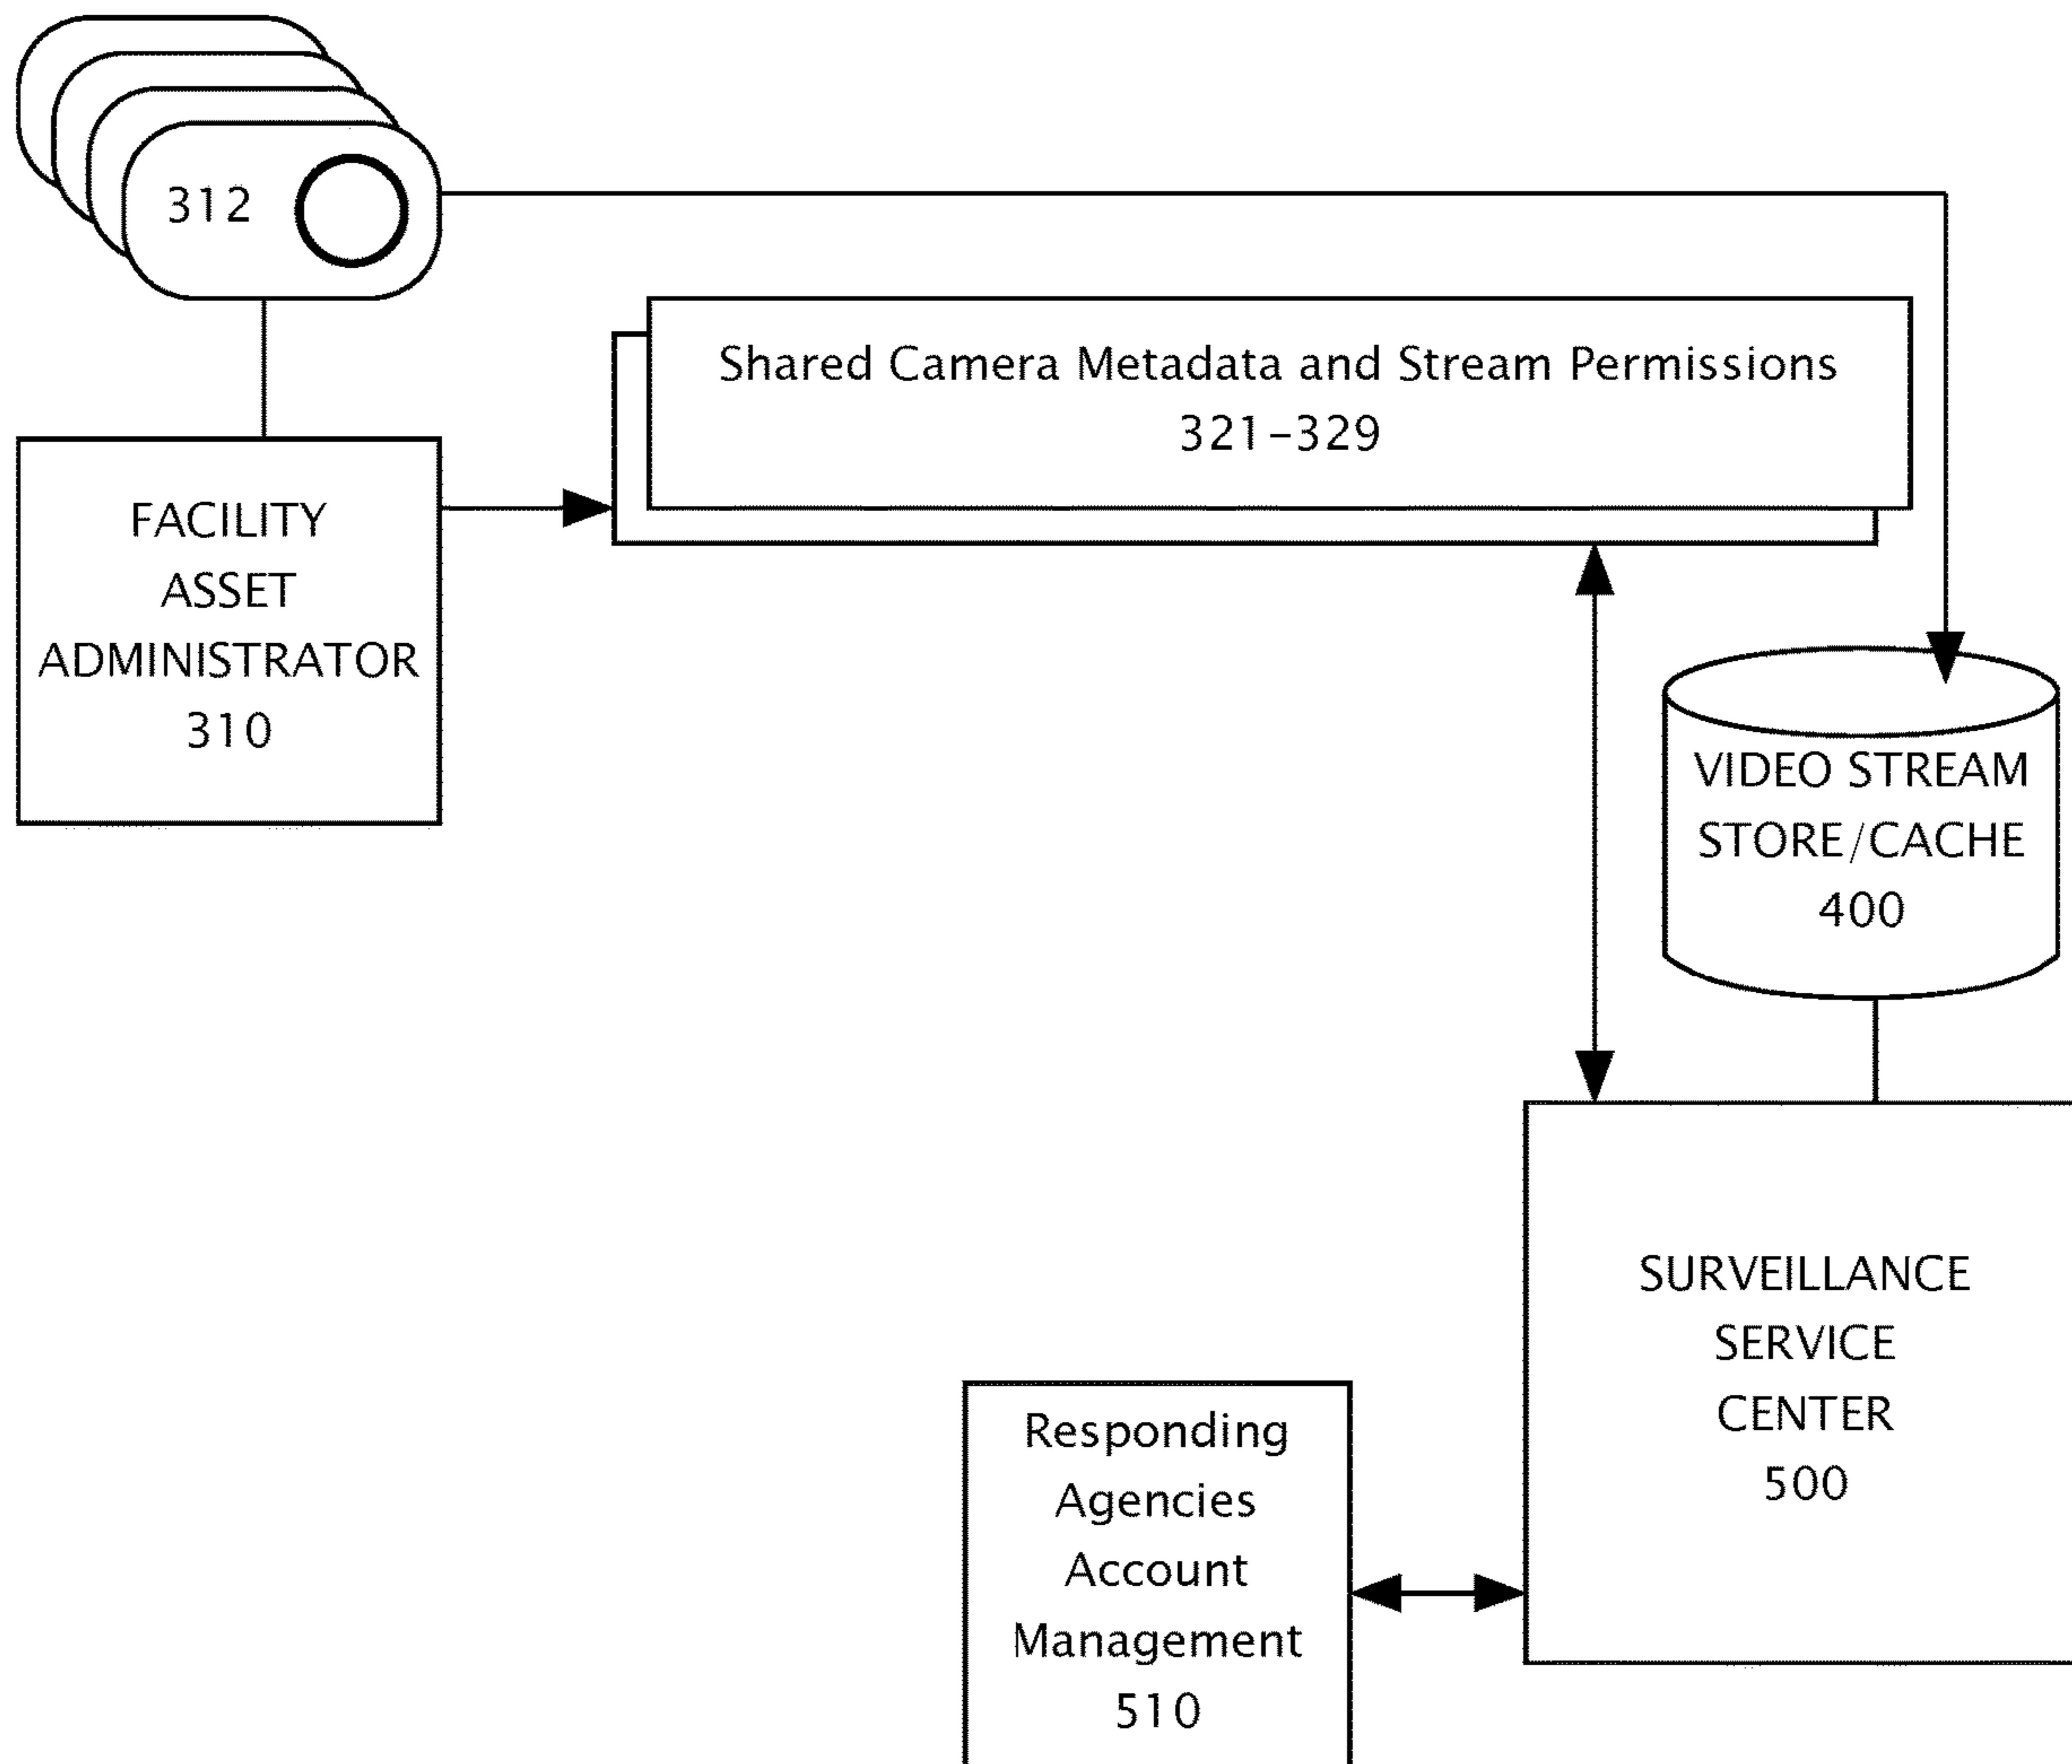 312
Shared Camera Metadata and Stream Permissions
321-329
FACILITY
ASSET
ADMINISTRATOR
310
VIDEO STREAM
STORE/CACHE
400
SURVEILLANCE
SERVICE
CENTER
500
Responding
Agencies
Account
Management
510